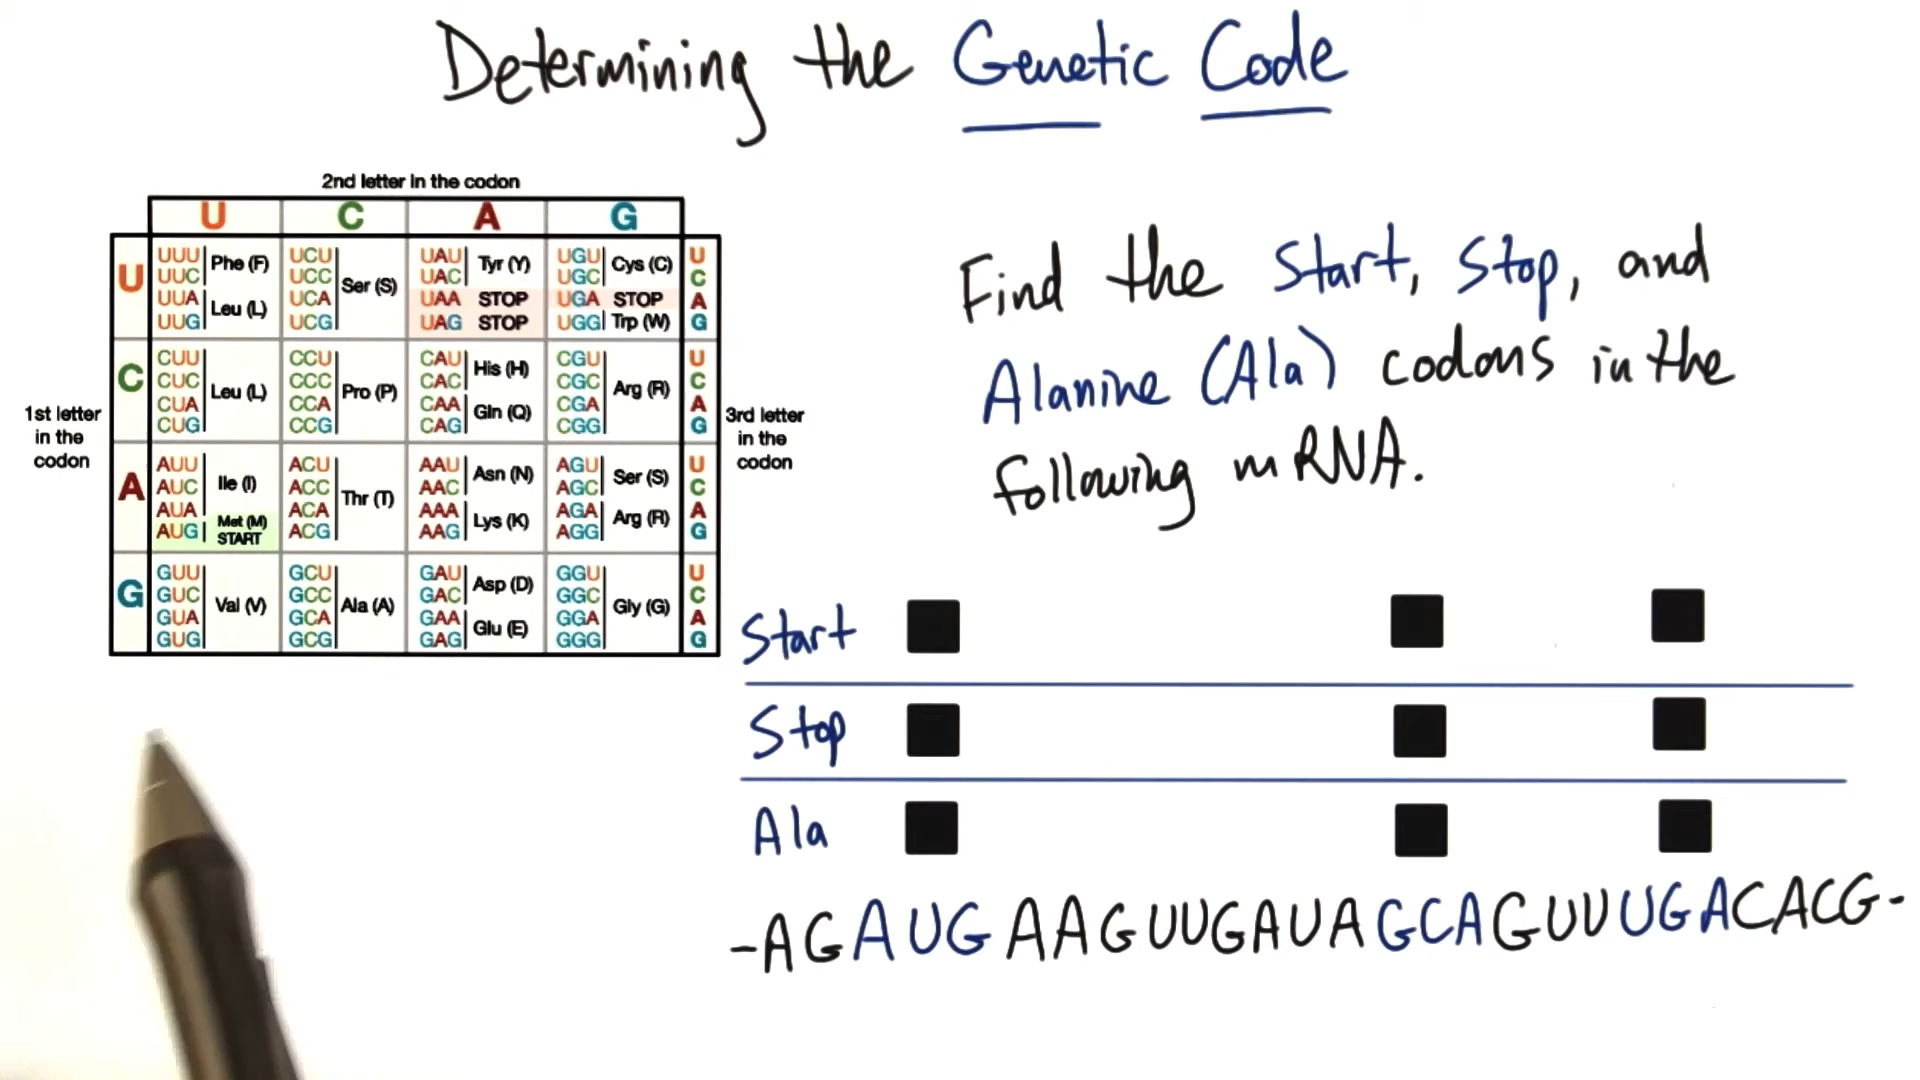 Determining the Genetic Code
2nd letter in the codon
U C A G
1st letter in the codon
3rd letter in the codon
U
UUU UUC Phe (F)
UUA UUG Leu (L)
UCU UCC UCA UCG Ser (S)
UAU UAC Tyr (Y)
UAA STOP
UAG STOP
UGU UGC Cys (C)
UGA STOP
UGG Trp (W)
U C A G
C
CUU CUC CUA CUG Leu (L)
CCU CCC CCA CCG Pro (P)
CAU CAC His (H)
CAA CAG Gln (Q)
CGU CGC CGA CGG Arg (R)
U C A G
A
AUU AUC AUA Ile (I)
AUG Met (M) START
ACU ACC ACA ACG Thr (T)
AAU AAC Asn (N)
AAA AAG Lys (K)
AGU AGC Ser (S)
AGA AGG Arg (R)
U C A G
G
GUU GUC GUA GUG Val (V)
GCU GCC GCA GCG Ala (A)
GAU GAC Asp (D)
GAA GAG Glu (E)
GGU GGC GGA GGG Gly (G)
U C A G
Find the Start, Stop, and
Alanine (Ala) codons in the
following mRNA.
Start
Stop
Ala
-AGAUGAAGUUGAUAGCAGUUUGACACG-